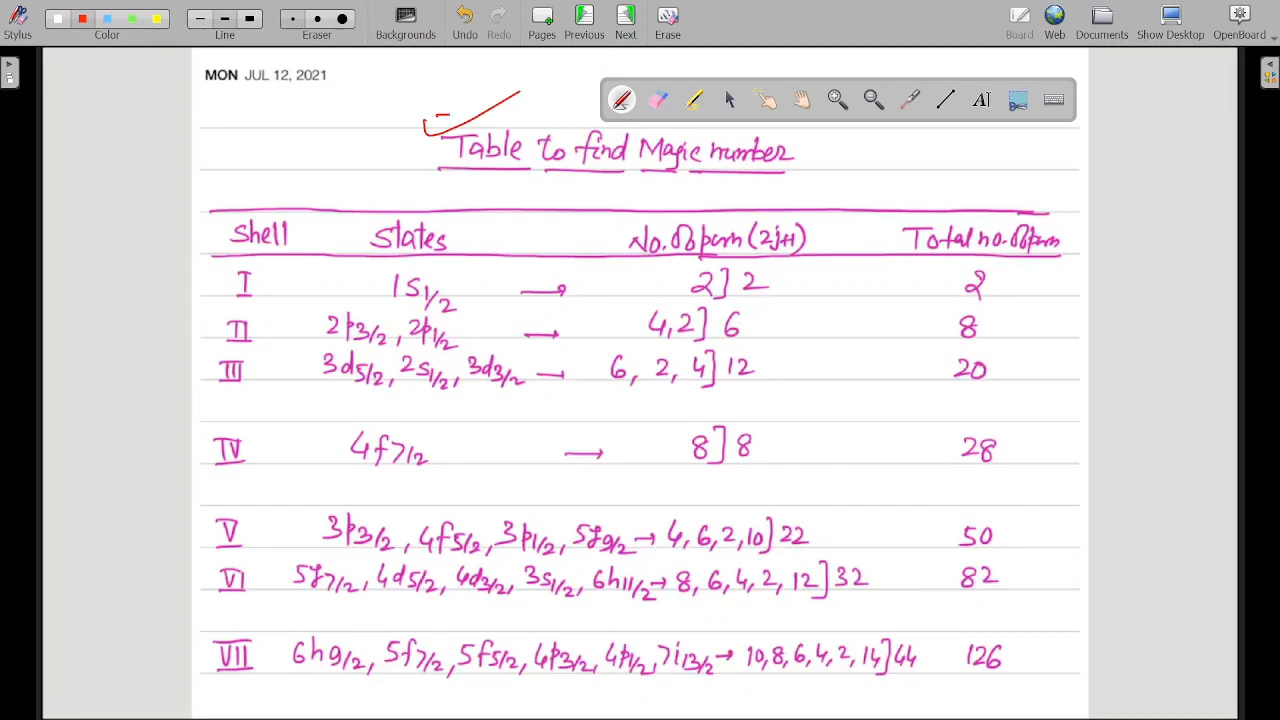 Stylus Color Line Eraser Backgrounds Undo Redo Pages Previous Next Erase Board Web Documents Show Desktop OpenBoard
MON JUL 12, 2021
Table to find Magic number
Shell States No. of (2j+1) Total no. of
I 1s1/2 → 2] 2 2
II 2p3/2, 2p1/2 → 4,2] 6 8
III 3d5/2, 2s1/2, 3d3/2 → 6, 2, 4] 12 20
IV 4f7/2 → 8] 8 28
V 3p3/2, 4f5/2, 3p1/2, 5g9/2 → 4, 6, 2, 10] 22 50
VI 5g7/2, 4d5/2, 4d3/2, 3s1/2, 6h11/2 → 8, 6, 4, 2, 12] 32 82
VII 6h9/2, 5f7/2, 5f5/2, 4p3/2, 4p1/2, 7i13/2 → 10,8,6,4,2,14] 44 126